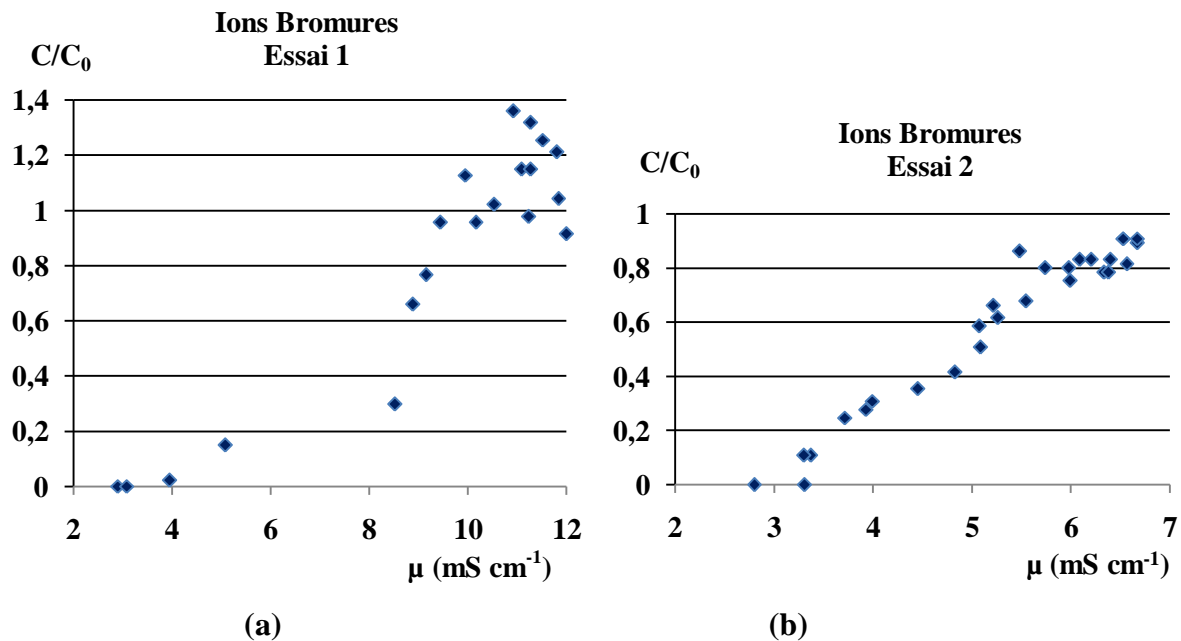 Ions Bromures
Essai 1
C/C₀
1,4
1,2
1
0,8
0,6
0,4
0,2
0
2 4 6 8 10 12
µ (mS cm⁻¹)
(a)
Ions Bromures
Essai 2
C/C₀
1
0,8
0,6
0,4
0,2
0
2 3 4 5 6 7
µ (mS cm⁻¹)
(b)